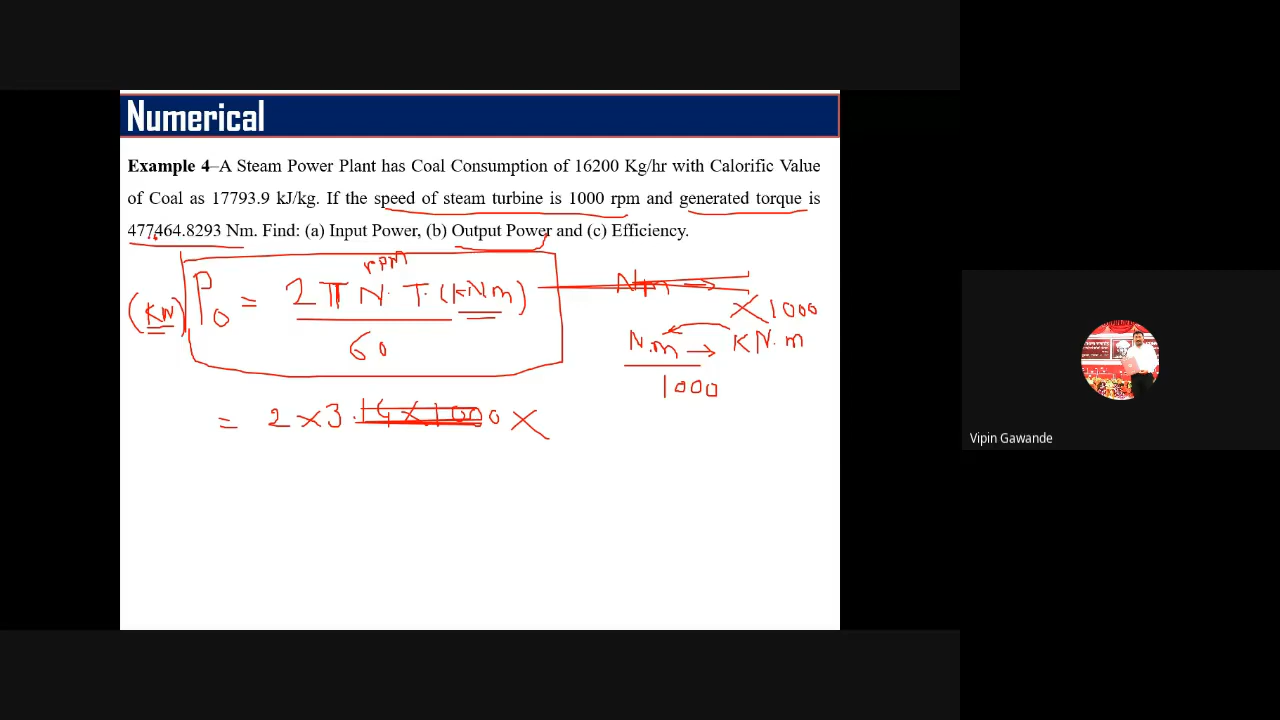 Numerical
Example 4–A Steam Power Plant has Coal Consumption of 16200 Kg/hr with Calorific Value
of Coal as 17793.9 kJ/kg. If the speed of steam turbine is 1000 rpm and generated torque is
477464.8293 Nm. Find: (a) Input Power, (b) Output Power and (c) Efficiency.
rpm
(KW) P0 = 2πN·T·(kNm) Nm →
60
×1000
N.m → KN.m
1000
= 2×3.14×1000×
Vipin Gawande